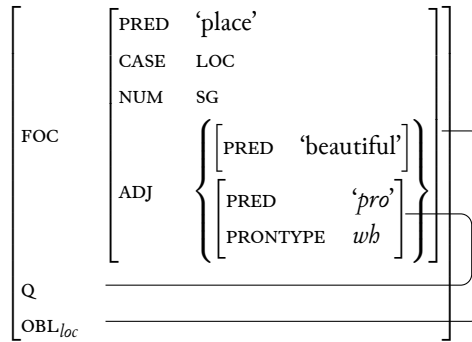 PRED ‘place’
CASE LOC
NUM SG
FOC
PRED ‘beautiful’
ADJ
PRED ‘pro’
PRONTYPE wh
Q
OBLloc